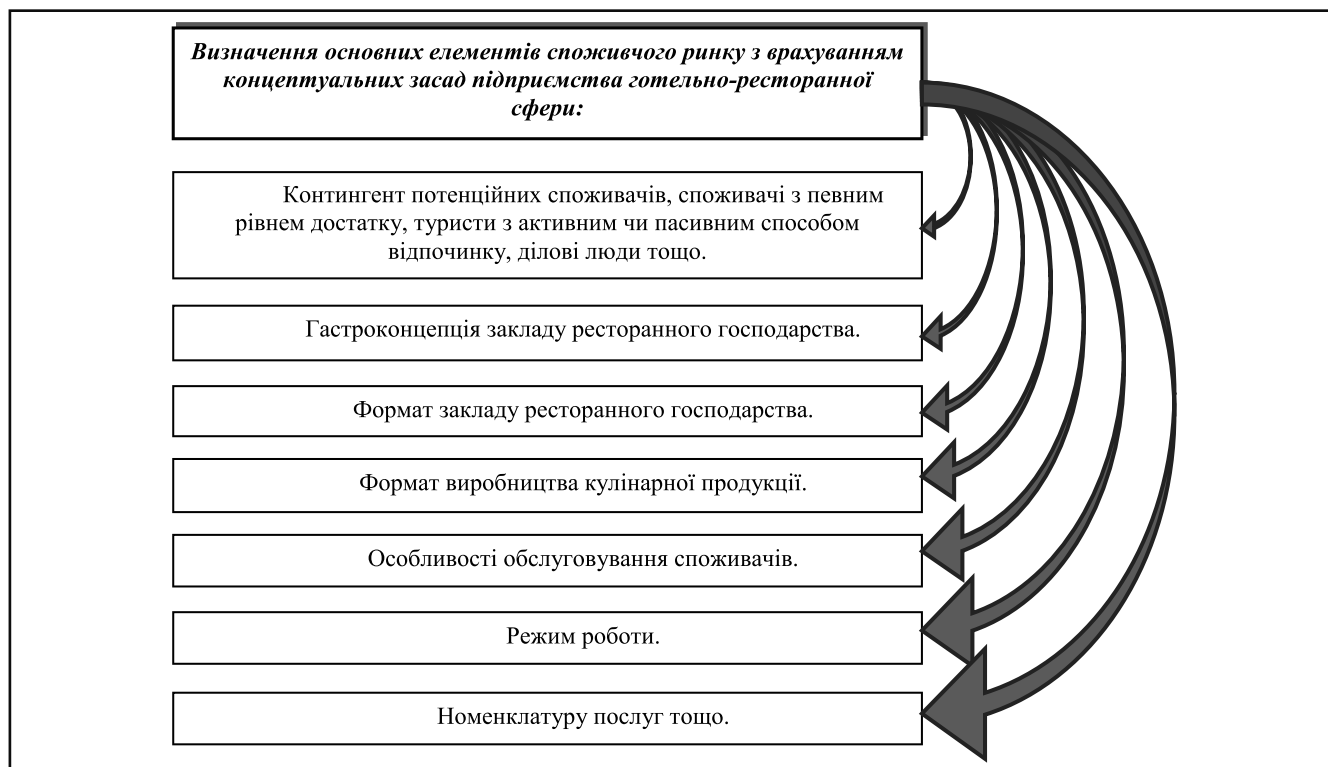 Визначення основних елементів споживчого ринку з врахуванням
концептуальних засад підприємства готельно-ресторанної
сфери:
Контингент потенційних споживачів, споживачі з певним
рівнем достатку, туристи з активним чи пасивним способом
відпочинку, ділові люди тощо.
Гастроконцепція закладу ресторанного господарства.
Формат закладу ресторанного господарства.
Формат виробництва кулінарної продукції.
Особливості обслуговування споживачів.
Режим роботи.
Номенклатуру послуг тощо.